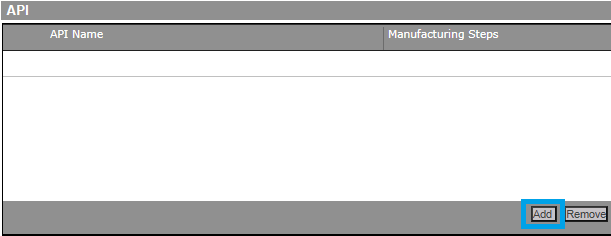 API
API Name Manufacturing Steps
Add Remove